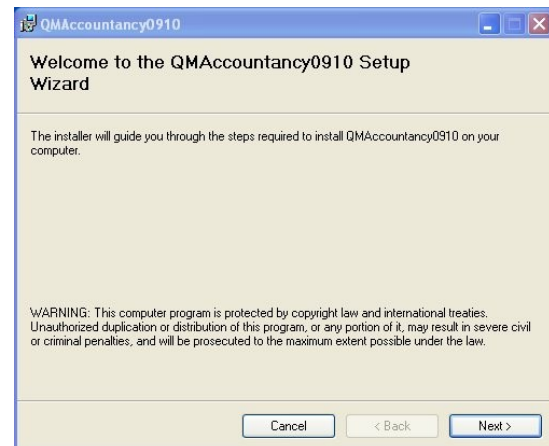 QMAccountancy0910
Welcome to the QMAccountancy0910 Setup
Wizard
The installer will guide you through the steps required to install QMAccountancy0910 on your
computer.
WARNING: This computer program is protected by copyright law and international treaties.
Unauthorized duplication or distribution of this program, or any portion of it, may result in severe civil
or criminal penalties, and will be prosecuted to the maximum extent possible under the law.
Cancel
< Back
Next >